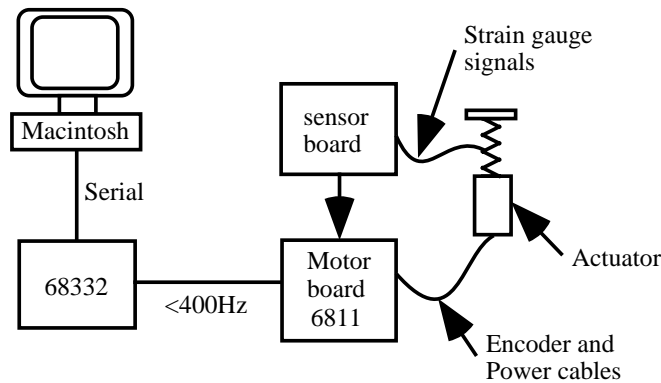 Strain gauge
signals
sensor
board
Macintosh
Serial
Actuator
68332
<400Hz
Motor
board
6811
Encoder and
Power cables